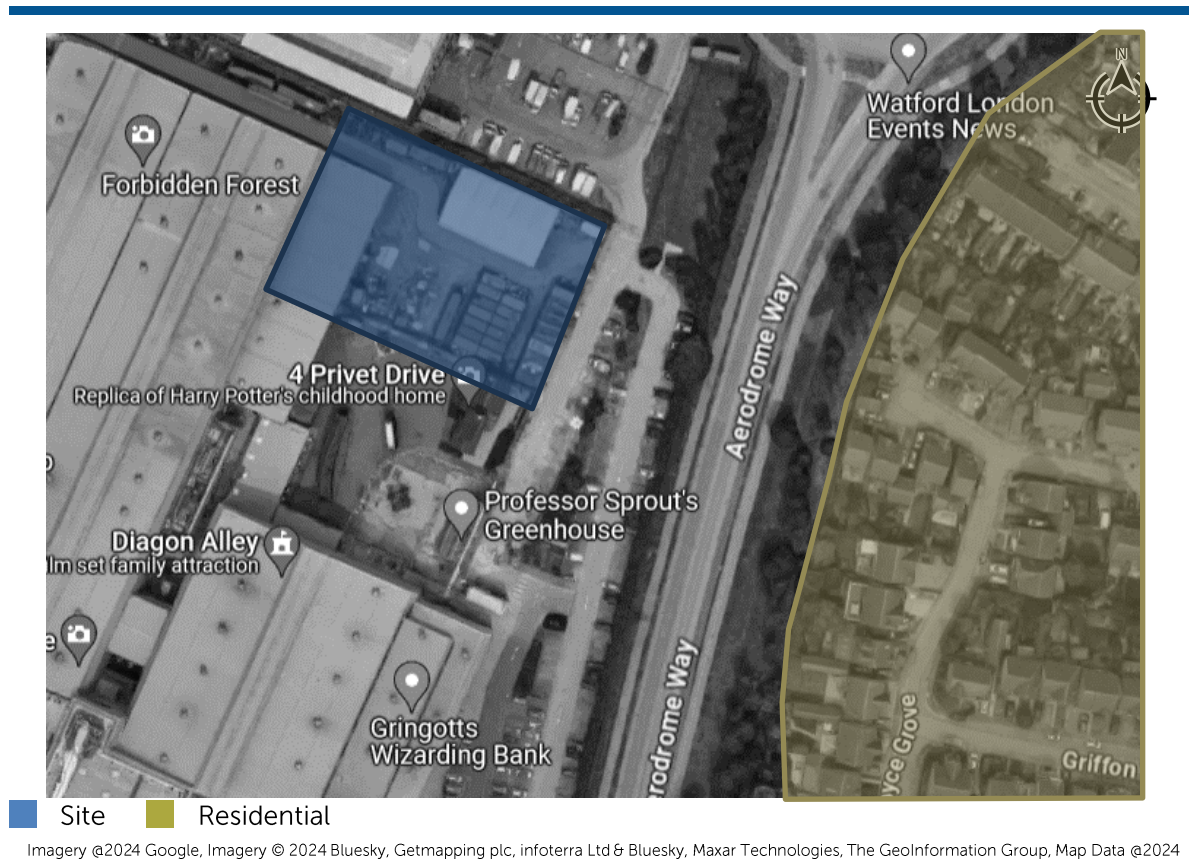 N
Watford London
Events News
Forbidden Forest
4 Privet Drive
Replica of Harry Potter's childhood home
Aerodrome Way
Professor Sprout's
Greenhouse
Diagon Alley
ilm set family attraction
e
erodrome Way
Gringotts
Wizarding Bank
yce Grove
Griffon
Site
Residential
Imagery @2024 Google, Imagery © 2024 Bluesky, Getmapping plc, infoterra Ltd & Bluesky, Maxar Technologies, The GeoInformation Group, Map Data @2024